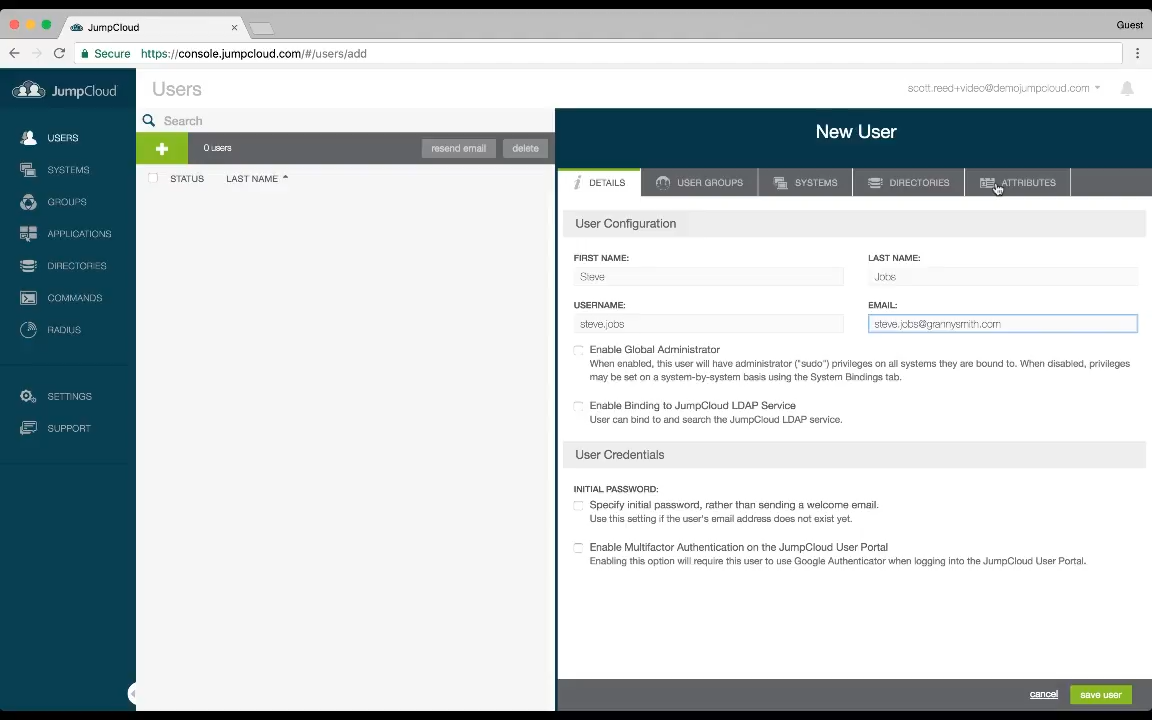 JumpCloud
Guest
Secure https://console.jumpcloud.com/#/users/add
JumpCloud
Users
scott.reed+video@demojumpcloud.com
USERS
SYSTEMS
GROUPS
APPLICATIONS
DIRECTORIES
COMMANDS
RADIUS
SETTINGS
SUPPORT
Search
0 users
resend email
delete
STATUS LAST NAME
New User
DETAILS USER GROUPS SYSTEMS DIRECTORIES ATTRIBUTES
User Configuration
FIRST NAME: LAST NAME:
Steve Jobs
USERNAME: EMAIL:
steve.jobs steve.jobs@grannysmith.com
Enable Global Administrator
When enabled, this user will have administrator ("sudo") privileges on all systems they are bound to. When disabled, privileges
may be set on a system-by-system basis using the System Bindings tab.
Enable Binding to JumpCloud LDAP Service
User can bind to and search the JumpCloud LDAP service.
User Credentials
INITIAL PASSWORD:
Specify initial password, rather than sending a welcome email.
Use this setting if the user's email address does not exist yet.
Enable Multifactor Authentication on the JumpCloud User Portal
Enabling this option will require this user to use Google Authenticator when logging into the JumpCloud User Portal.
cancel save user